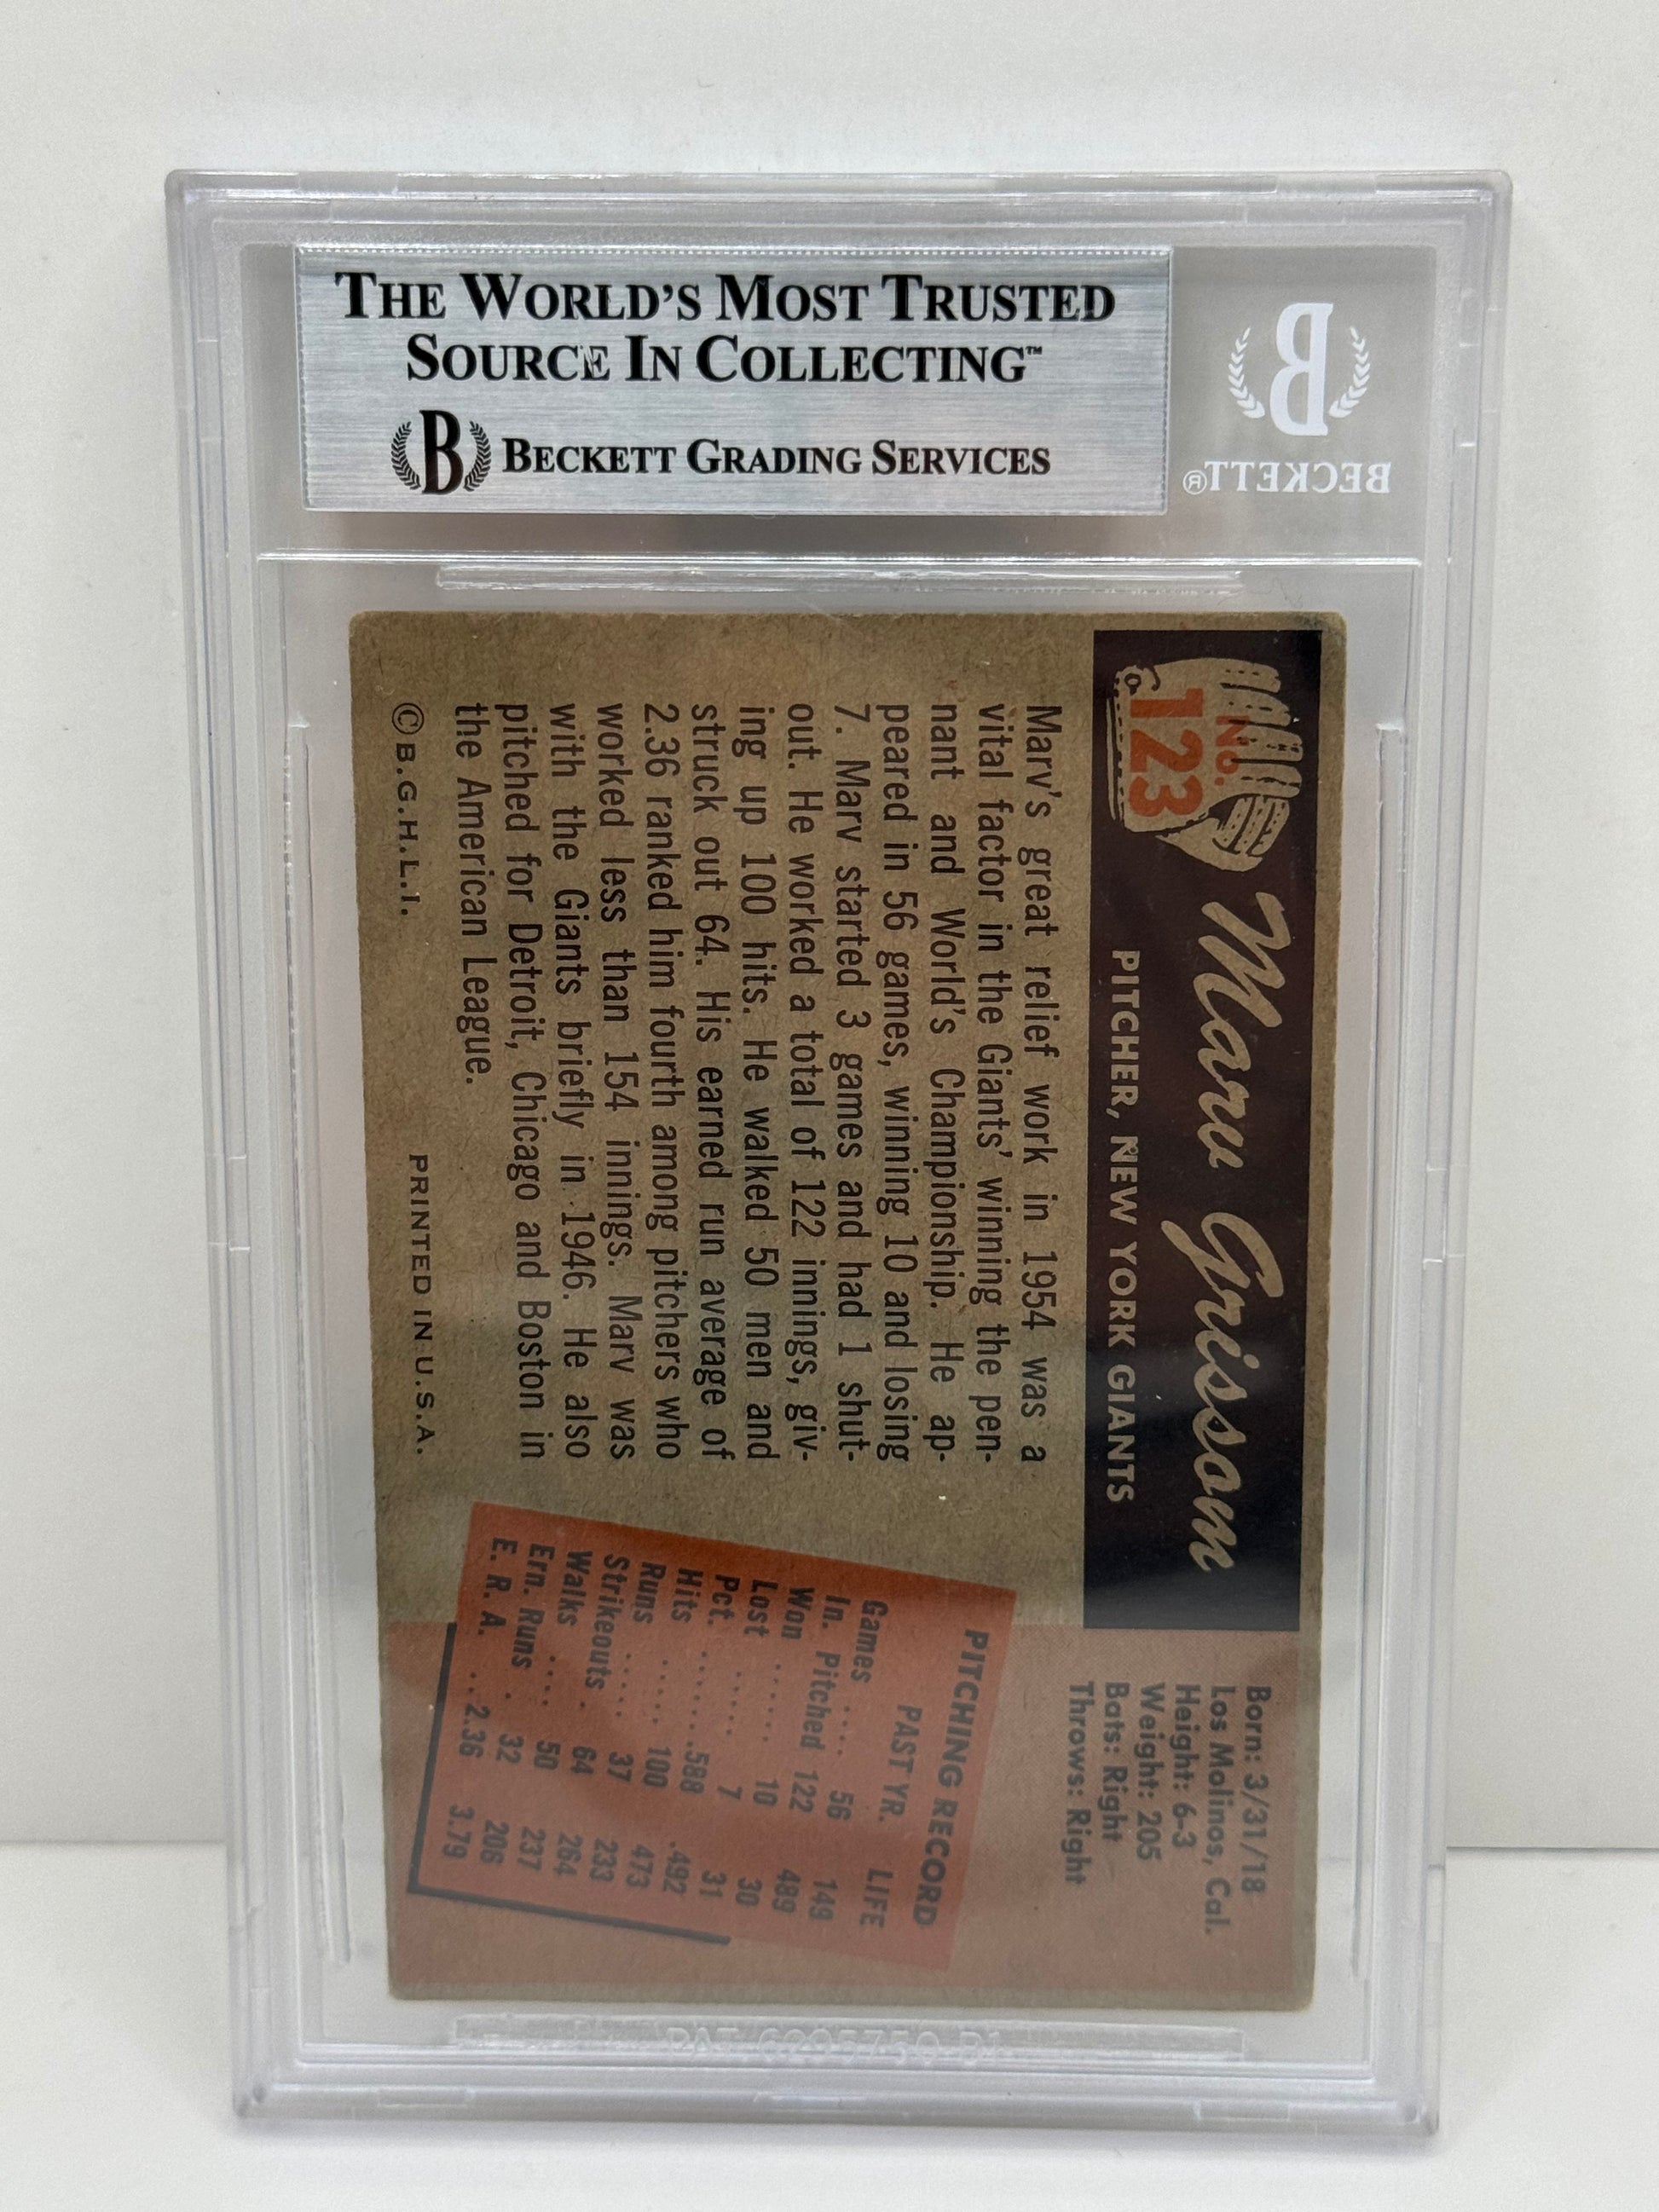 THE WORLD'S MOST TRUSTED
SOURCE IN COLLECTING™
B BECKETT GRADING SERVICES
B
BECKETT®
No.
123
Marv Grissom
PITCHER, NEW YORK GIANTS
Born: 3/31/18
Los Molinos, Cal.
Height: 6-3
Weight: 205
Bats: Right
Throws: Right
Marv's great relief work in 1954 was a
vital factor in the Giants' winning the pen-
nant and World's Championship. He ap-
peared in 56 games, winning 10 and losing
7. Marv started 3 games and had 1 shut-
out. He worked a total of 122 innings, giv-
ing up 100 hits. He walked 50 men and
struck out 64. His earned run average of
2.36 ranked him fourth among pitchers who
worked less than 154 innings. Marv was
with the Giants briefly in 1946. He also
pitched for Detroit, Chicago and Boston in
the American League.
PITCHING RECORD
PAST YR. LIFE
Games .... 56 149
In. Pitched 122 489
Won ...... 10 30
Lost ...... 7 31
Pct. .......588 .492
Hits ...... 100 473
Runs ..... 37 233
Strikeouts . 64 264
Walks .... 50 237
Ern. Runs . 32 206
E. R. A. ...2.36 3.79
© B.G.H.L.I. PRINTED IN U.S.A.
PAT. 6295750 B1